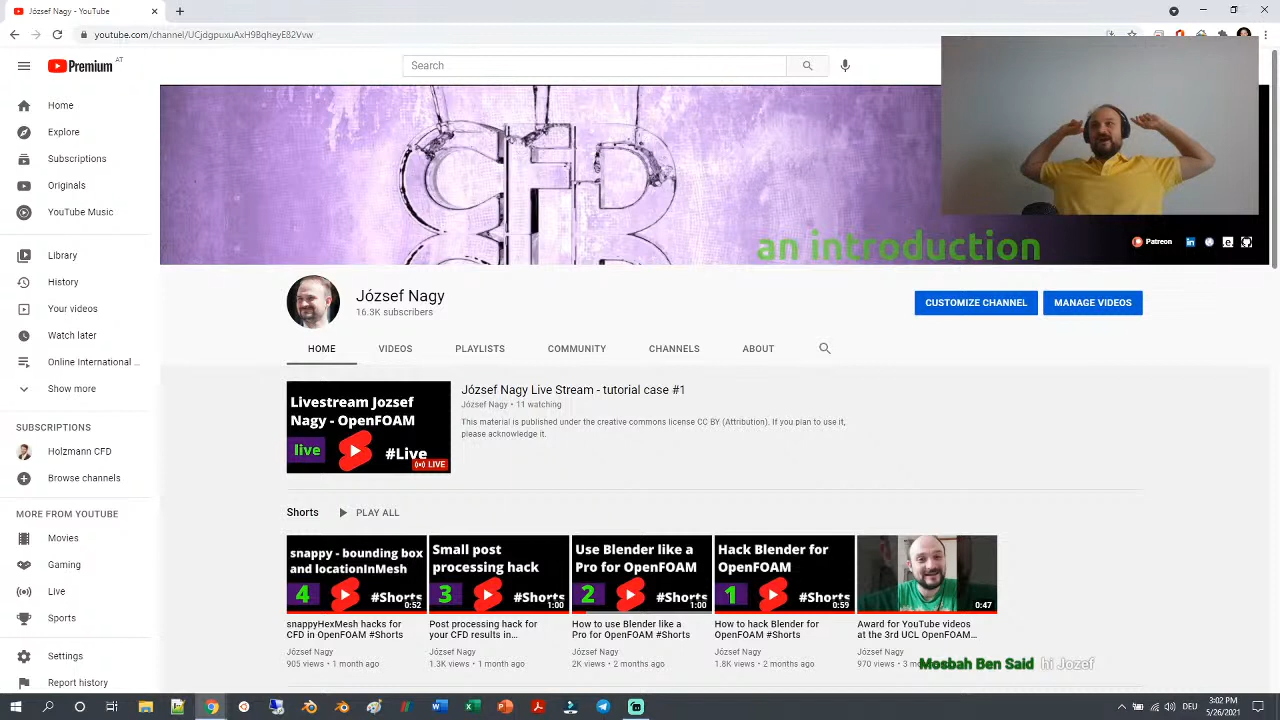 József Nagy - YouTube
youtube.com/channel/UCjdgpuxuAxH9BqheyE82Vvw
Premium
AT
Search
Home
Explore
Subscriptions
Originals
YouTube Music
Library
History
Your videos
Watch later
Online International ...
Show more
SUBSCRIPTIONS
Holzmann CFD
Browse channels
MORE FROM YOUTUBE
Movies
Gaming
Live
Sports
Settings
Report history
CFD
an introduction
Patreon
József Nagy
16.3K subscribers
CUSTOMIZE CHANNEL
MANAGE VIDEOS
HOME
VIDEOS
PLAYLISTS
COMMUNITY
CHANNELS
ABOUT
Livestream Jozsef
Nagy - OpenFOAM
live
#Live
LIVE
József Nagy Live Stream - tutorial case #1
József Nagy • 11 watching
This material is published under the creative commons license CC BY (Attribution). If you plan to use it,
please acknowledge it.
Shorts
PLAY ALL
snappy - bounding box
and locationInMesh
4
#Shorts
0:52
snappyHexMesh hacks for
CFD in OpenFOAM #Shorts
József Nagy
905 views • 1 month ago
Small post
processing hack
3
#Shorts
1:00
Post processing hack for
your CFD results in...
József Nagy
1.3K views • 1 month ago
Use Blender like a
Pro for OpenFOAM
2
#Shorts
1:00
How to use Blender like a
Pro for OpenFOAM #Shorts
József Nagy
2K views • 2 months ago
Hack Blender for
OpenFOAM
1
#Shorts
0:59
How to hack Blender for
OpenFOAM #Shorts
József Nagy
1.8K views • 2 months ago
0:47
Award for YouTube videos
at the 3rd UCL OpenFOAM...
József Nagy
970 views • 3
Mosbah Ben Said hi Jozef
DEU
3:02 PM
5/26/2021